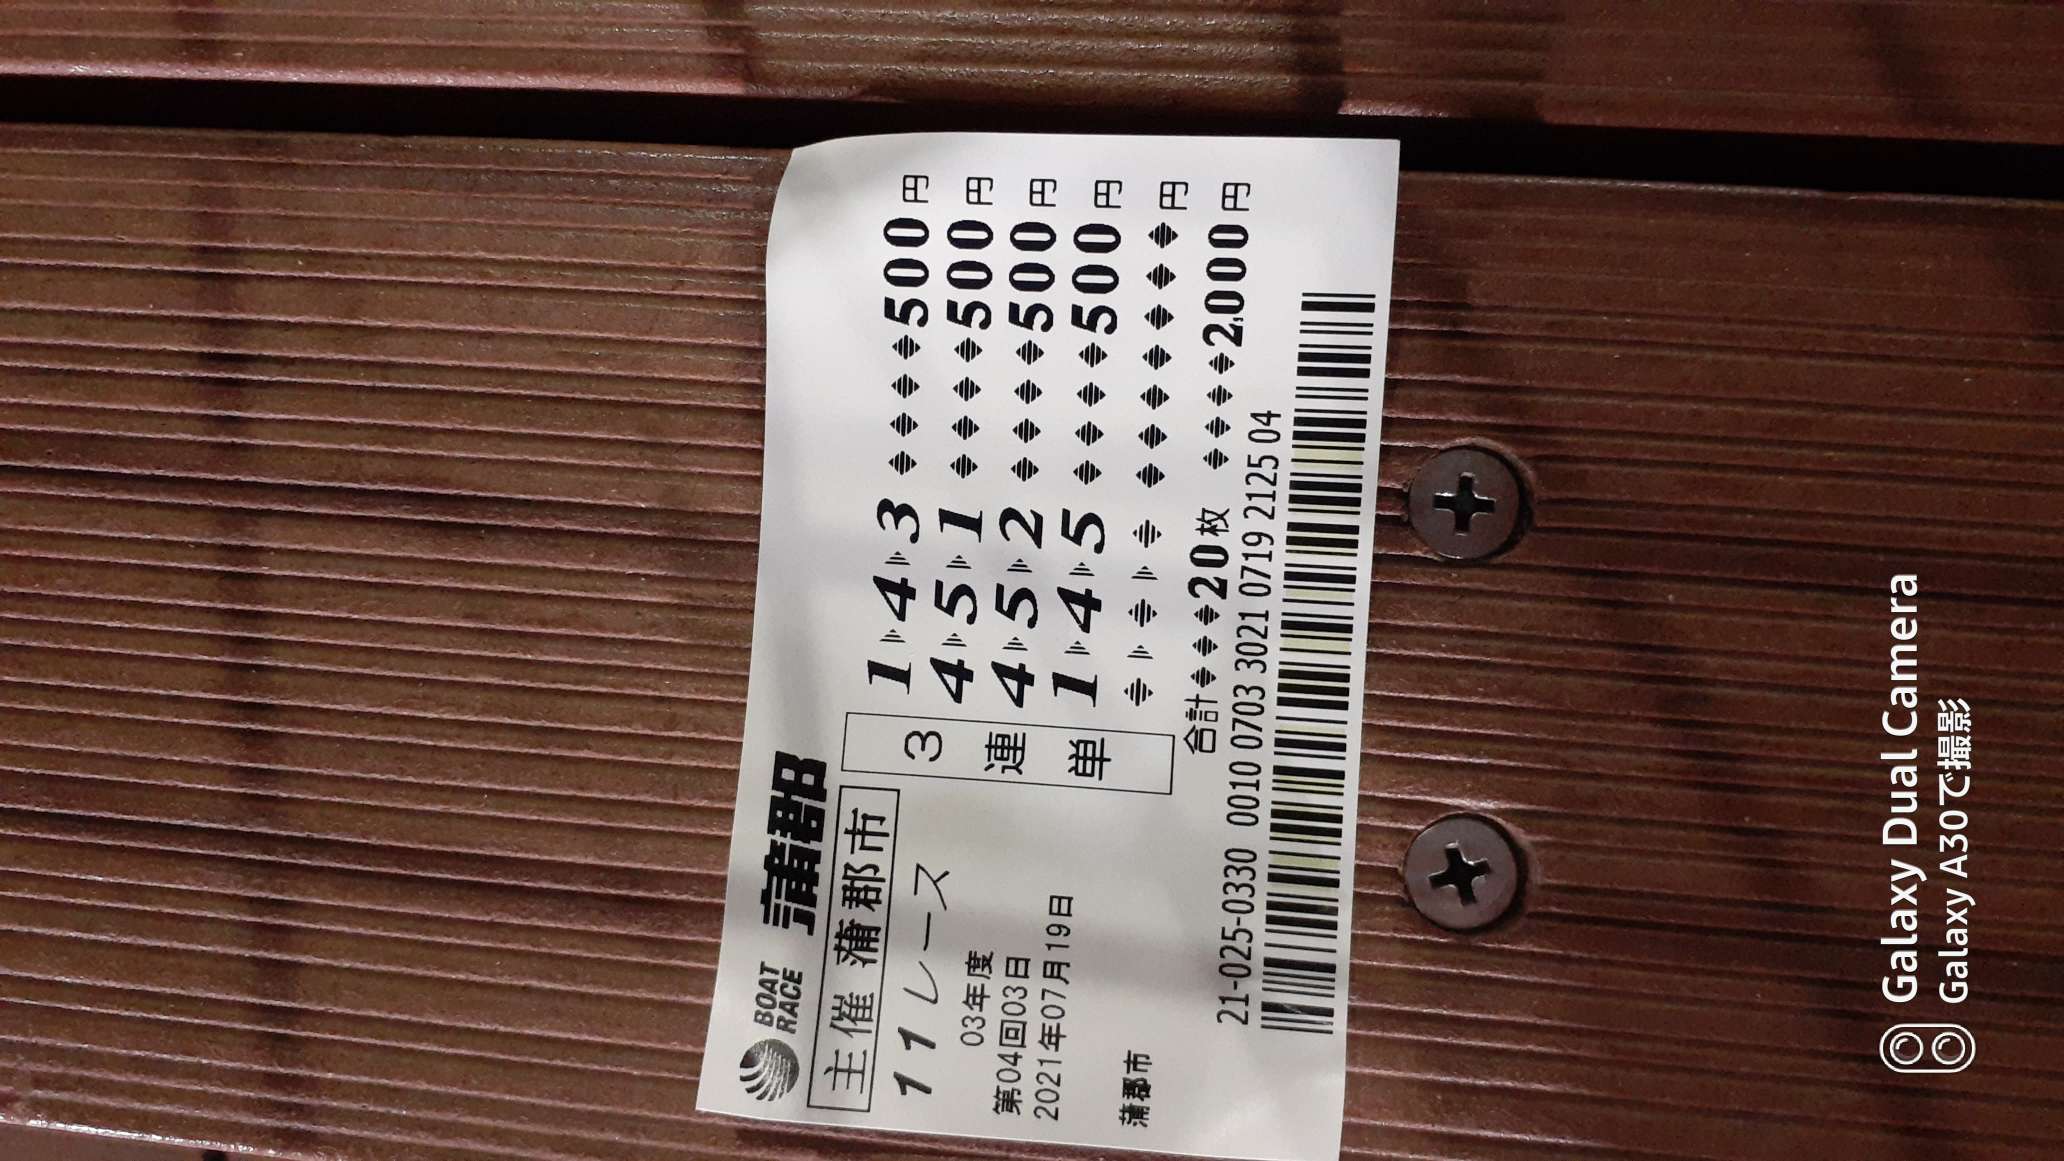 BOAT RACE 蒲郡
主催 蒲郡市
11レース
03年度
第04回03日
2021年07月19日
蒲郡市
3連単
1 4 3 500円
4 5 1 500円
4 5 2 500円
1 4 5 500円
円
合計 20枚 2,000円
21-025-0330 0010 0703 3021 0719 2125 04
Galaxy Dual Camera
Galaxy A30で撮影